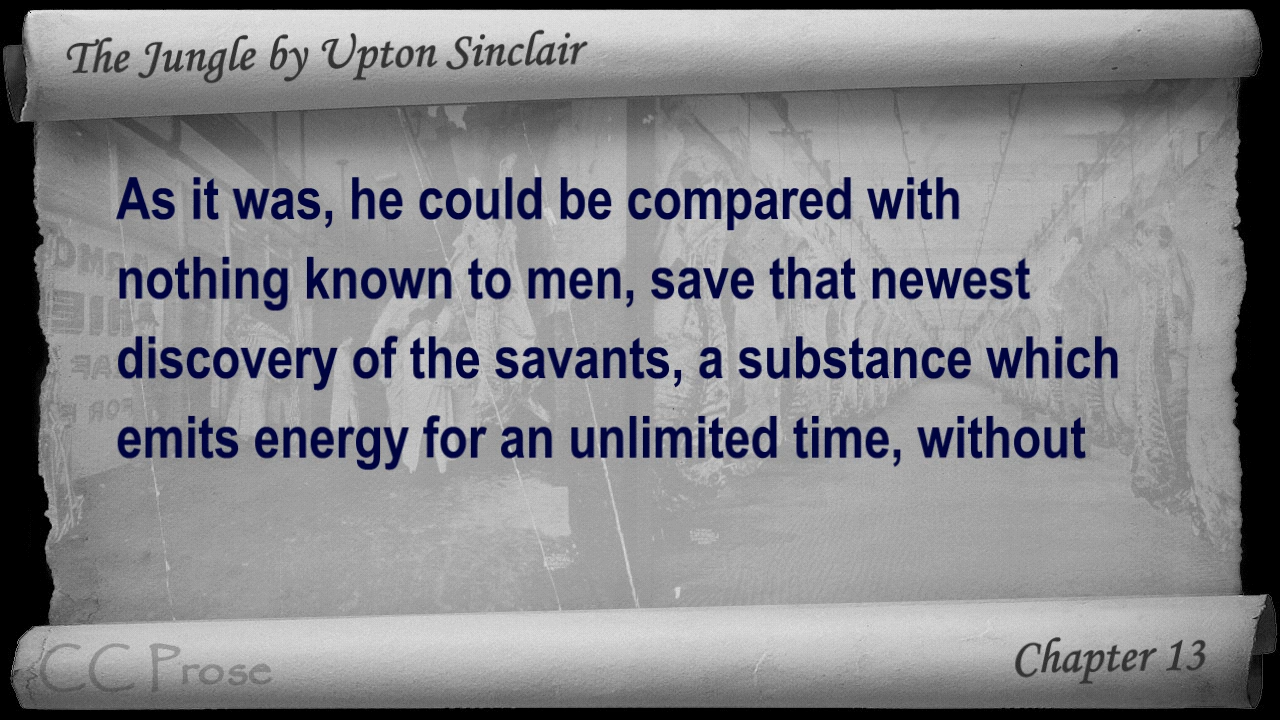 The Jungle by Upton Sinclair
As it was, he could be compared with
nothing known to men, save that newest
discovery of the savants, a substance which
emits energy for an unlimited time, without
CC Prose
Chapter 13